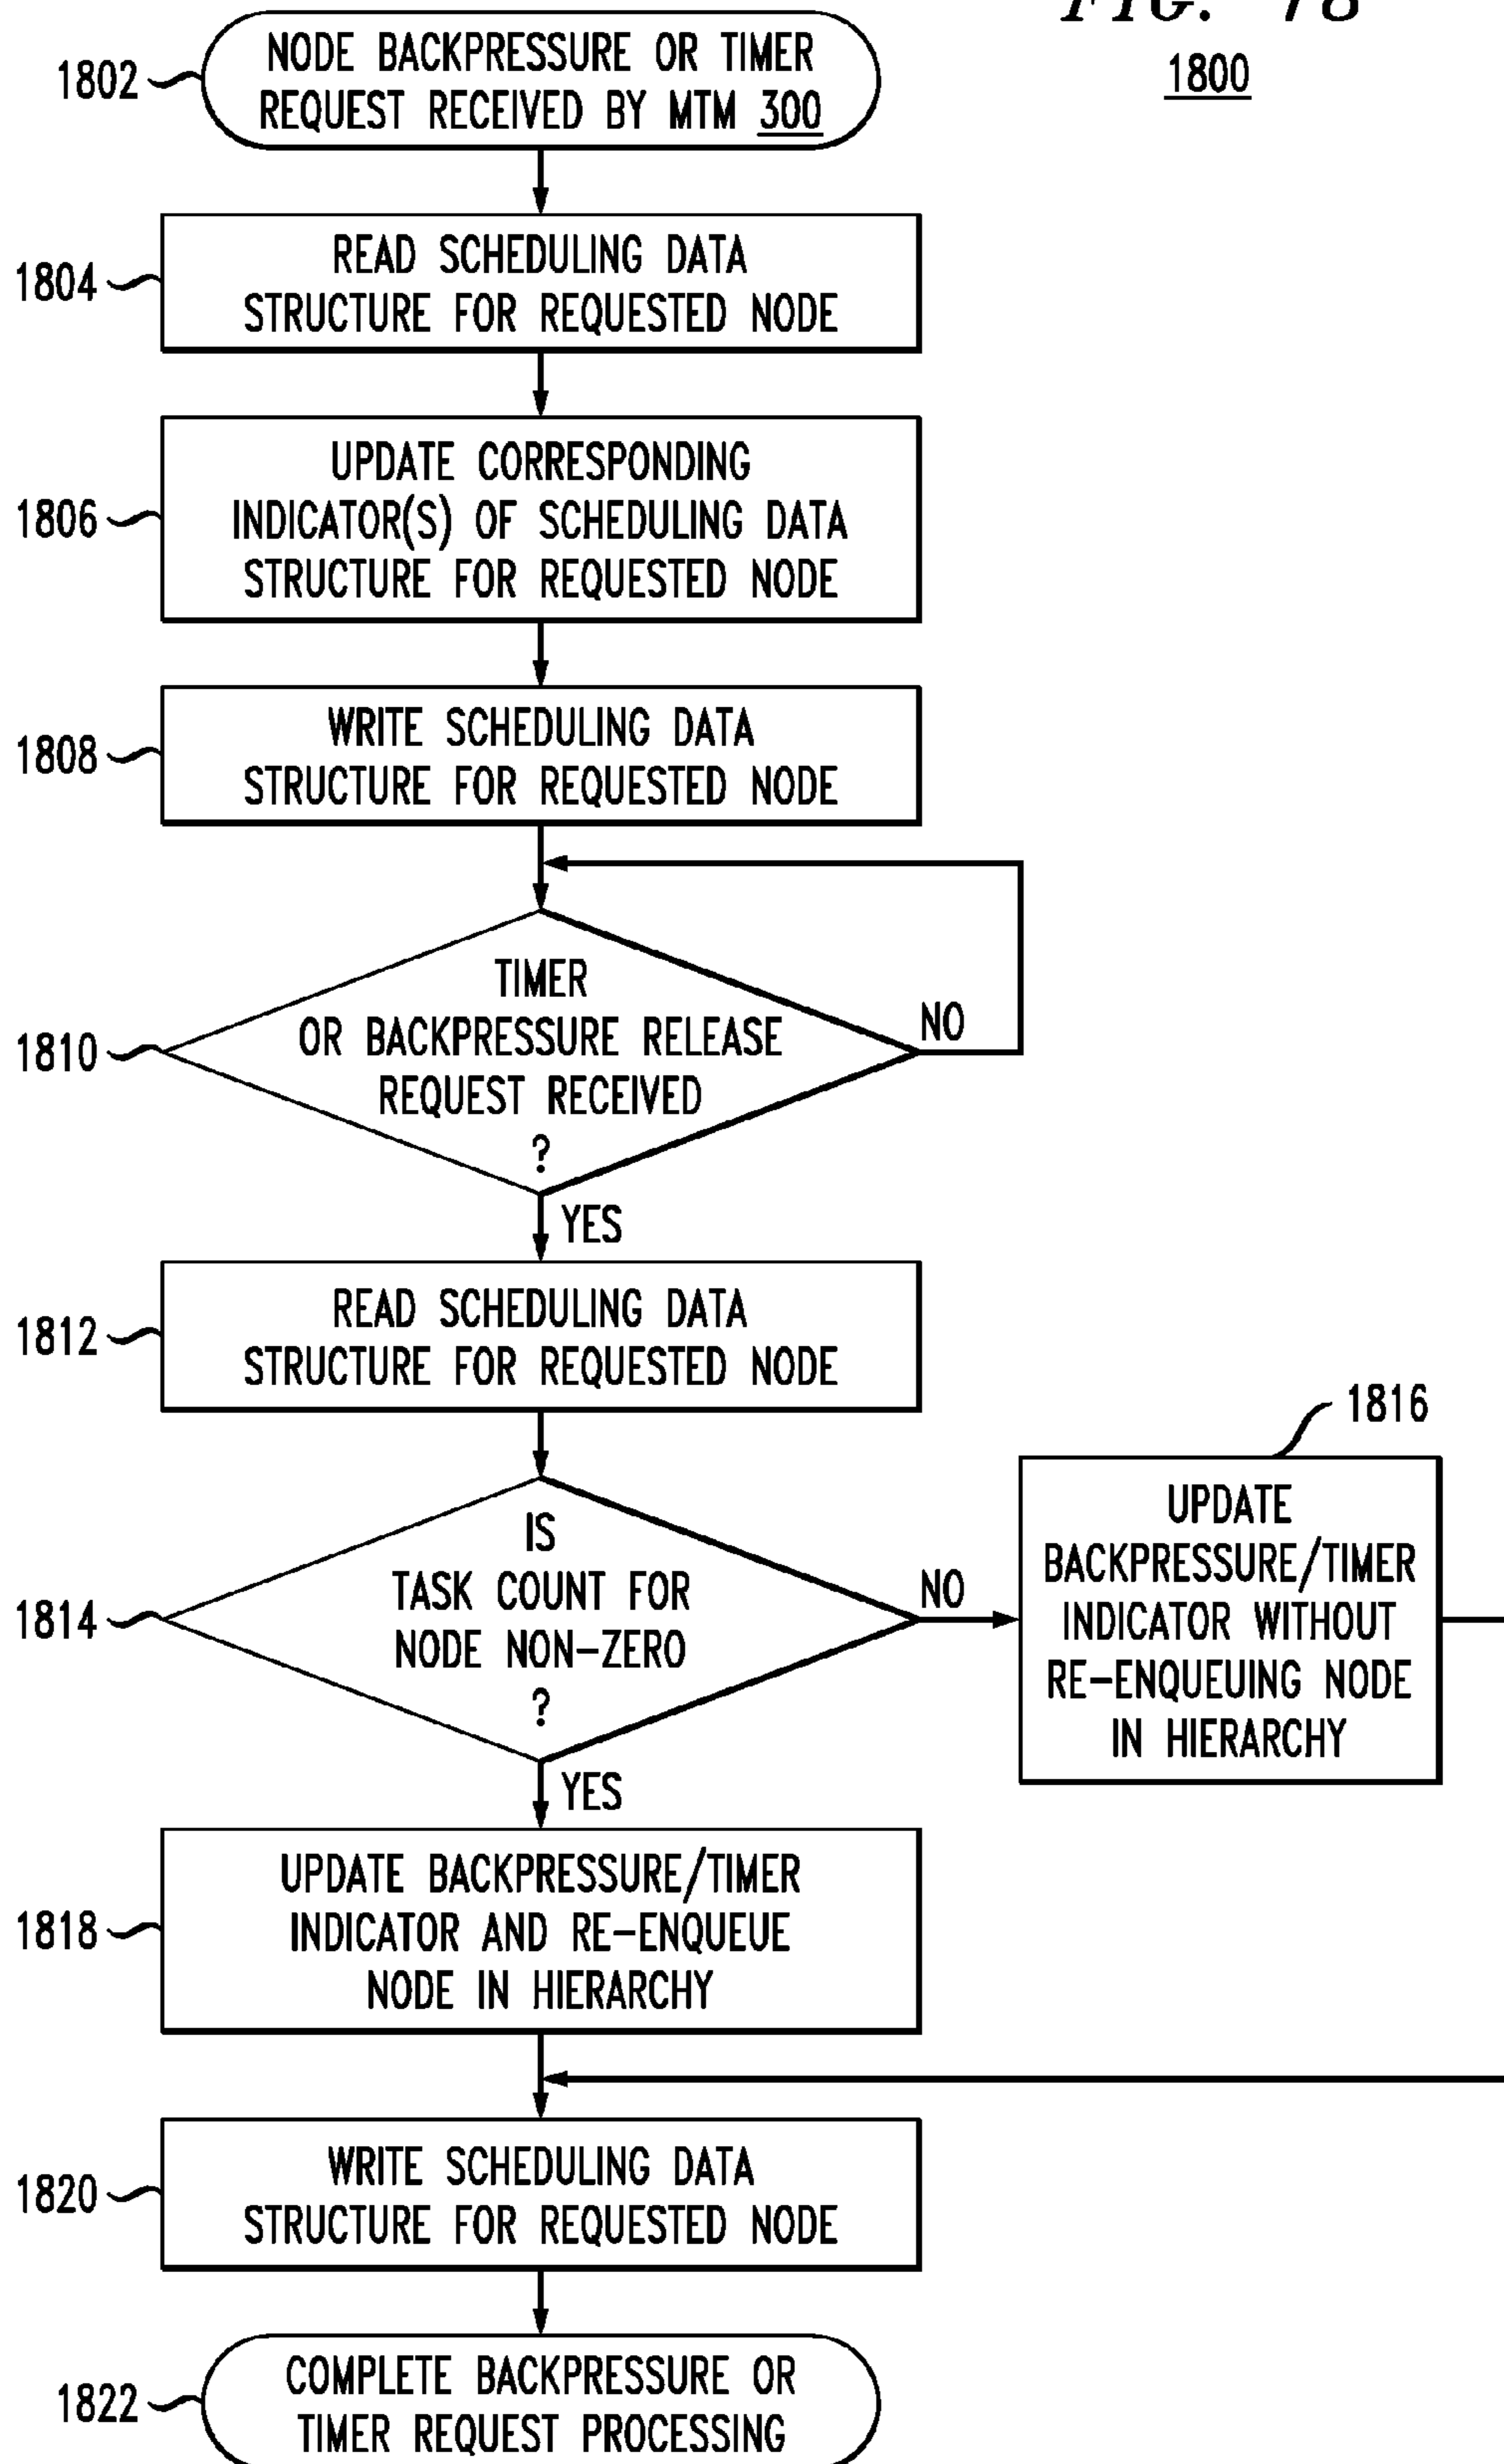 FIG. 18
1800
1802
NODE BACKPRESSURE OR TIMER
REQUEST RECEIVED BY MTM 300
1804
READ SCHEDULING DATA
STRUCTURE FOR REQUESTED NODE
1806
UPDATE CORRESPONDING
INDICATOR(S) OF SCHEDULING DATA
STRUCTURE FOR REQUESTED NODE
1808
WRITE SCHEDULING DATA
STRUCTURE FOR REQUESTED NODE
1810
TIMER
OR BACKPRESSURE RELEASE
REQUEST RECEIVED
?
NO
YES
1812
READ SCHEDULING DATA
STRUCTURE FOR REQUESTED NODE
1814
IS
TASK COUNT FOR
NODE NON-ZERO
?
NO
YES
1816
UPDATE
BACKPRESSURE/TIMER
INDICATOR WITHOUT
RE-ENQUEUING NODE
IN HIERARCHY
1818
UPDATE BACKPRESSURE/TIMER
INDICATOR AND RE-ENQUEUE
NODE IN HIERARCHY
1820
WRITE SCHEDULING DATA
STRUCTURE FOR REQUESTED NODE
1822
COMPLETE BACKPRESSURE OR
TIMER REQUEST PROCESSING